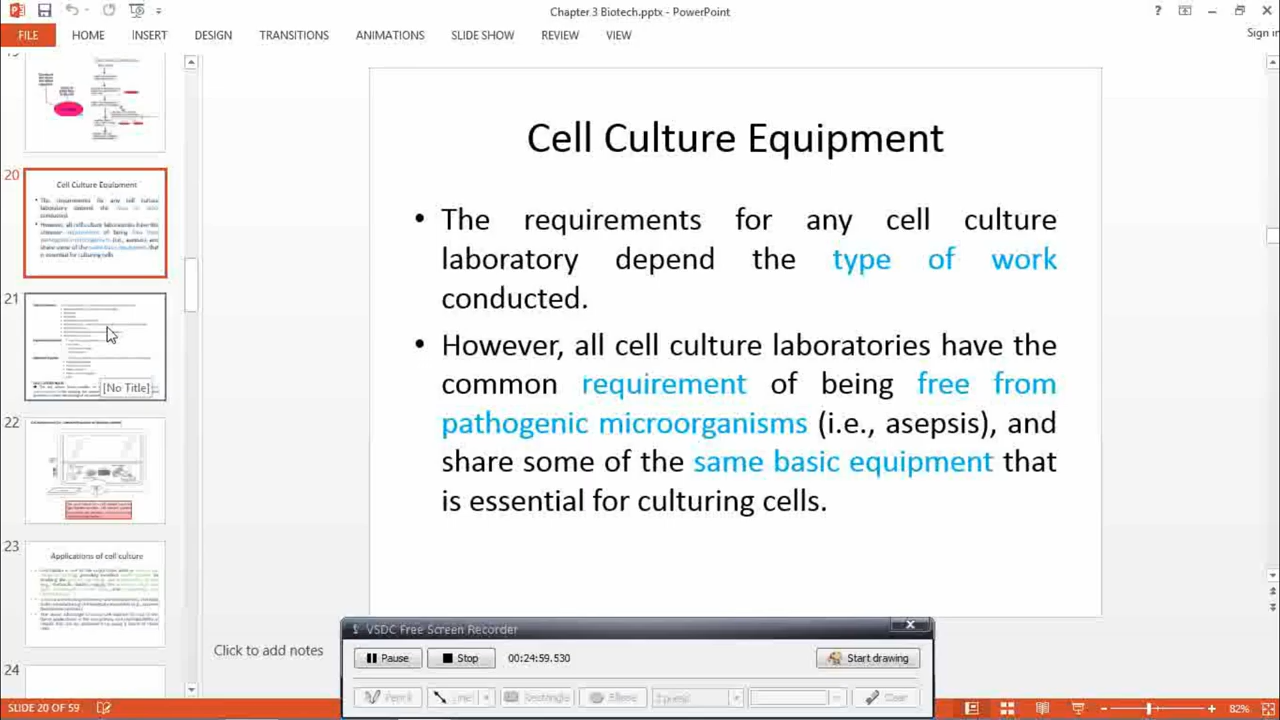 Chapter 3 Biotech.pptx - PowerPoint
?
FILE HOME INSERT DESIGN TRANSITIONS ANIMATIONS SLIDE SHOW REVIEW VIEW Sign in
20
Cell Culture Equipment
21
[No Title]
22
23
Applications of cell culture
24
Cell Culture Equipment
• The requirements for any cell culture
laboratory depend the type of work
conducted.
• However, all cell culture laboratories have the
common requirement of being free from
pathogenic microorganisms (i.e., asepsis), and
share some of the same basic equipment that
is essential for culturing cells.
Click to add notes
VSDC Free Screen Recorder
Pause Stop 00:24:59.530 Start drawing
Rectangle Ellipse Clear
SLIDE 20 OF 59 82%